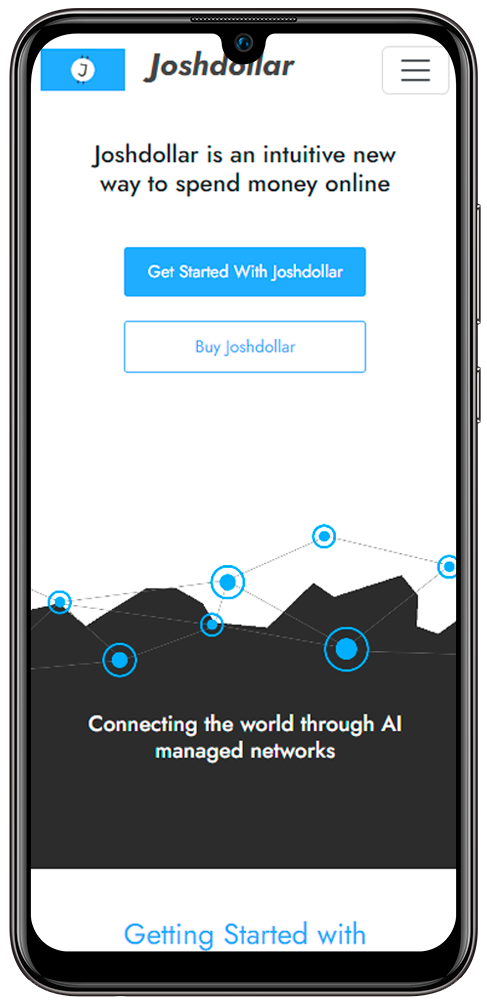 J
Joshdollar
Joshdollar is an intuitive new
way to spend money online
Get Started With Joshdollar
Buy Joshdollar
Connecting the world through AI
managed networks
Getting Started with